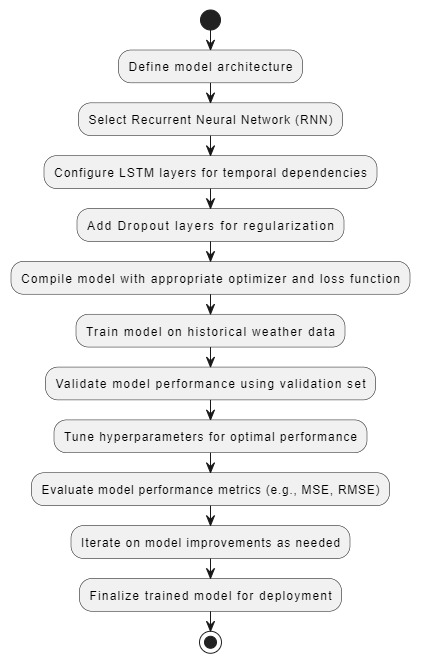 Define model architecture
Select Recurrent Neural Network (RNN)
Configure LSTM layers for temporal dependencies
Add Dropout layers for regularization
Compile model with appropriate optimizer and loss function
Train model on historical weather data
Validate model performance using validation set
Tune hyperparameters for optimal performance
Evaluate model performance metrics (e.g., MSE, RMSE)
Iterate on model improvements as needed
Finalize trained model for deployment